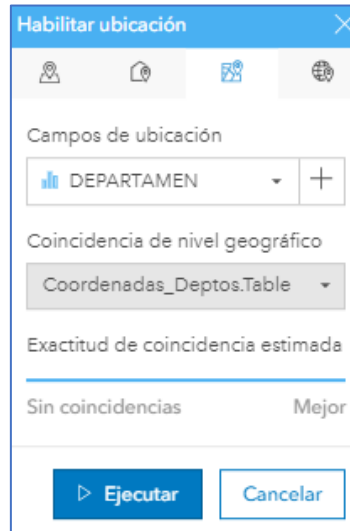 Habilitar ubicación
Campos de ubicación
DEPARTAMEN
Coincidencia de nivel geográfico
Coordenadas_Deptos.Table
Exactitud de coincidencia estimada
Sin coincidencias Mejor
Ejecutar Cancelar